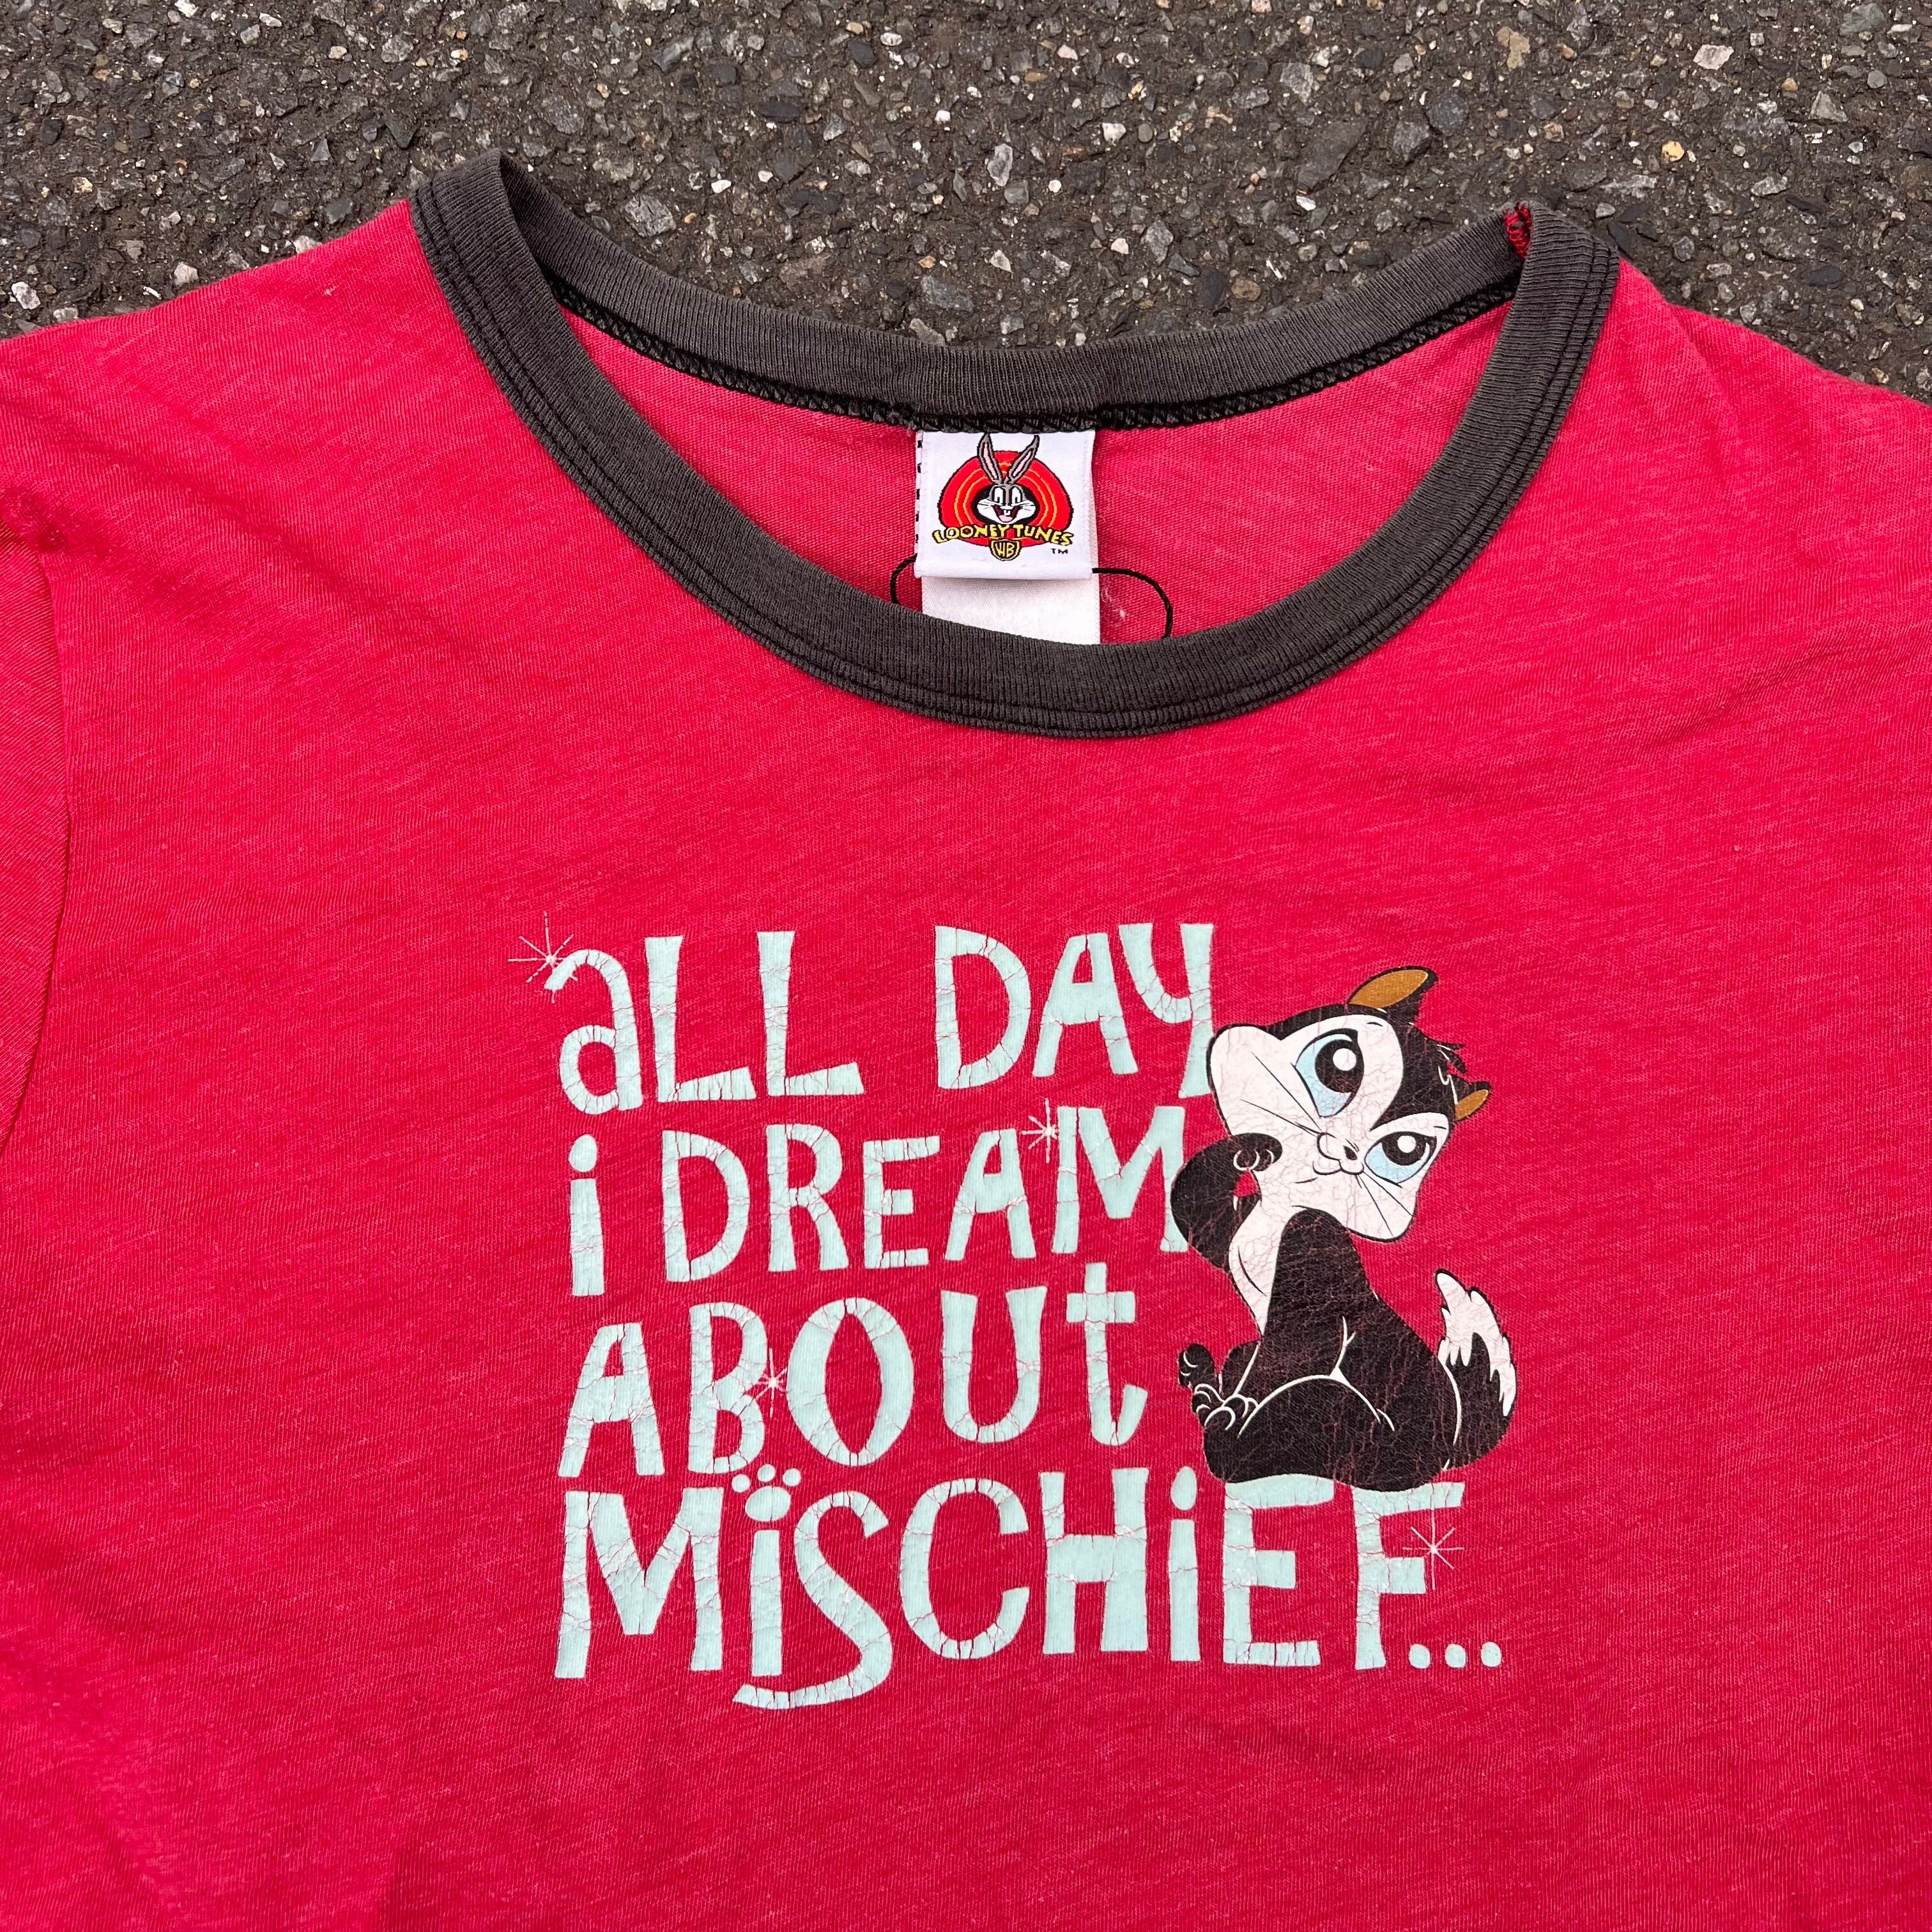 LOONEY TUNES
WB
TM
aLL DAY
i DREAM
ABOUt
MiSCHiEF...